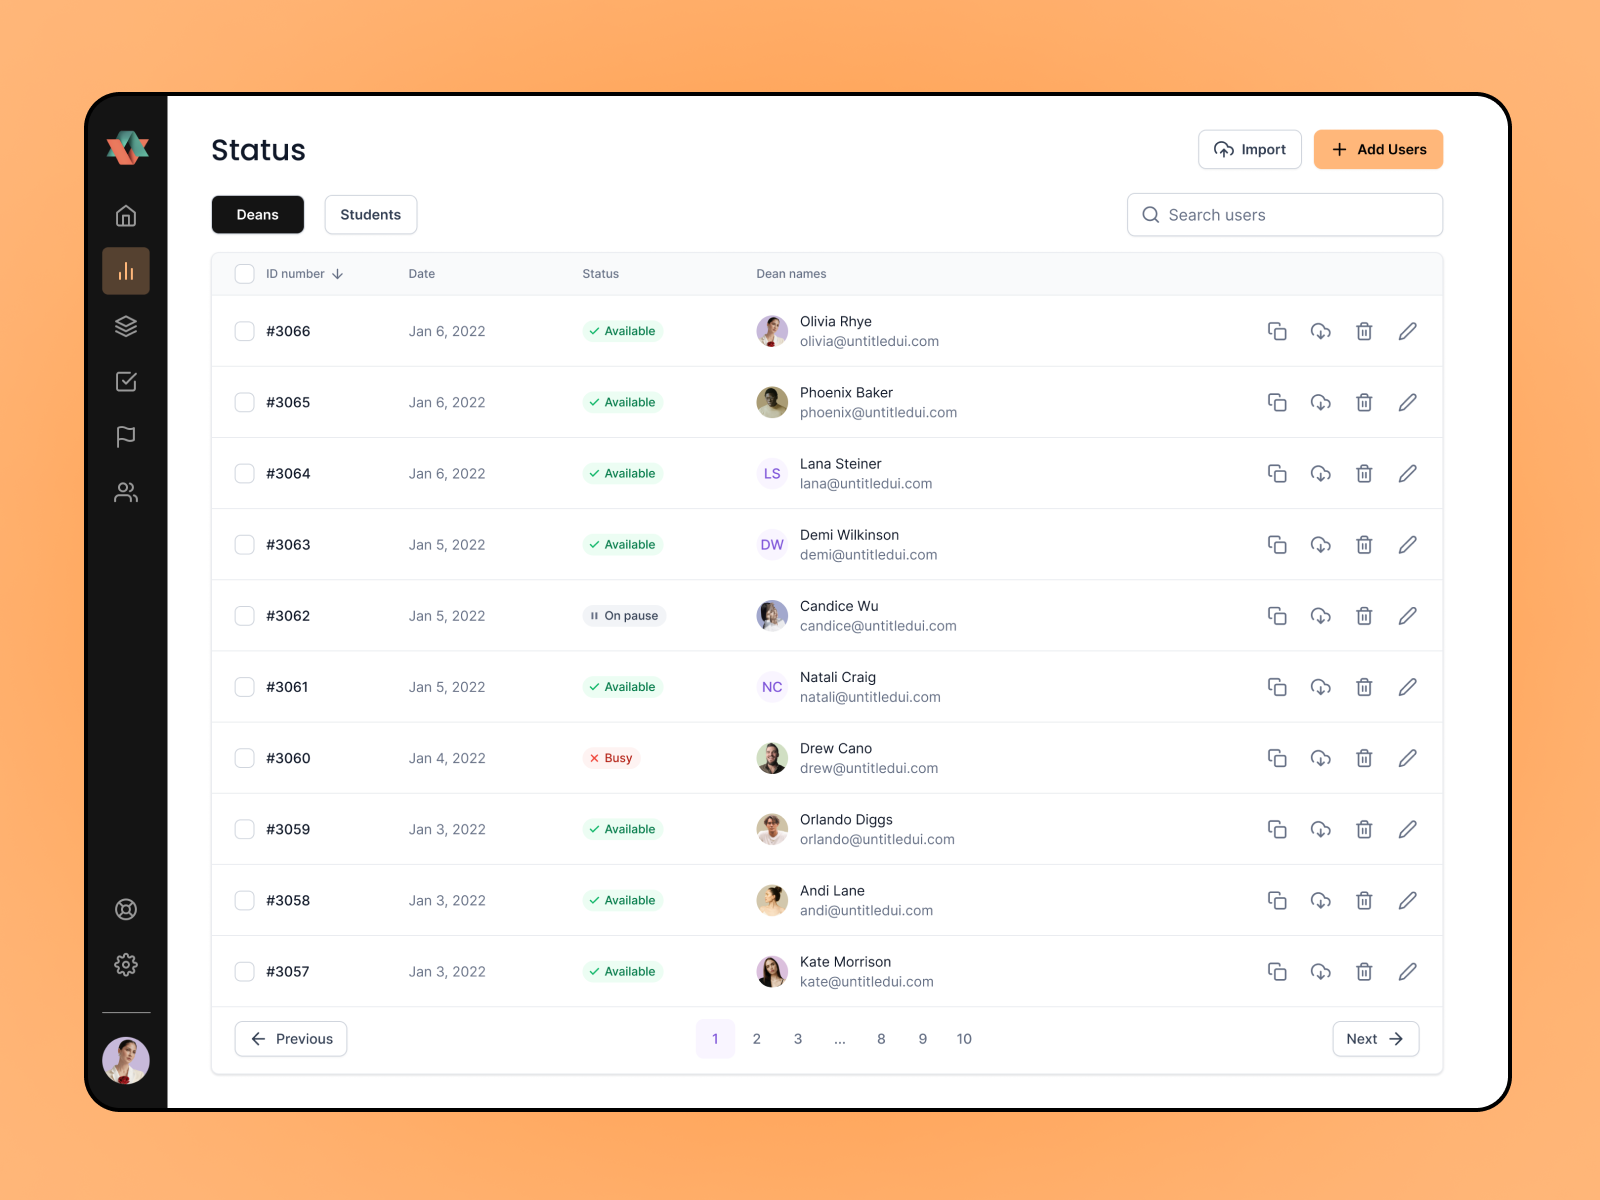 Status
Import
Add Users
Deans
Students
Search users
ID number
Date
Status
Dean names
#3066
Jan 6, 2022
Available
Olivia Rhye
olivia@untitledui.com
#3065
Jan 6, 2022
Available
Phoenix Baker
phoenix@untitledui.com
#3064
Jan 6, 2022
Available
LS
Lana Steiner
lana@untitledui.com
#3063
Jan 5, 2022
Available
DW
Demi Wilkinson
demi@untitledui.com
#3062
Jan 5, 2022
On pause
Candice Wu
candice@untitledui.com
#3061
Jan 5, 2022
Available
NC
Natali Craig
natali@untitledui.com
#3060
Jan 4, 2022
Busy
Drew Cano
drew@untitledui.com
#3059
Jan 3, 2022
Available
Orlando Diggs
orlando@untitledui.com
#3058
Jan 3, 2022
Available
Andi Lane
andi@untitledui.com
#3057
Jan 3, 2022
Available
Kate Morrison
kate@untitledui.com
Previous
1
2
3
...
8
9
10
Next